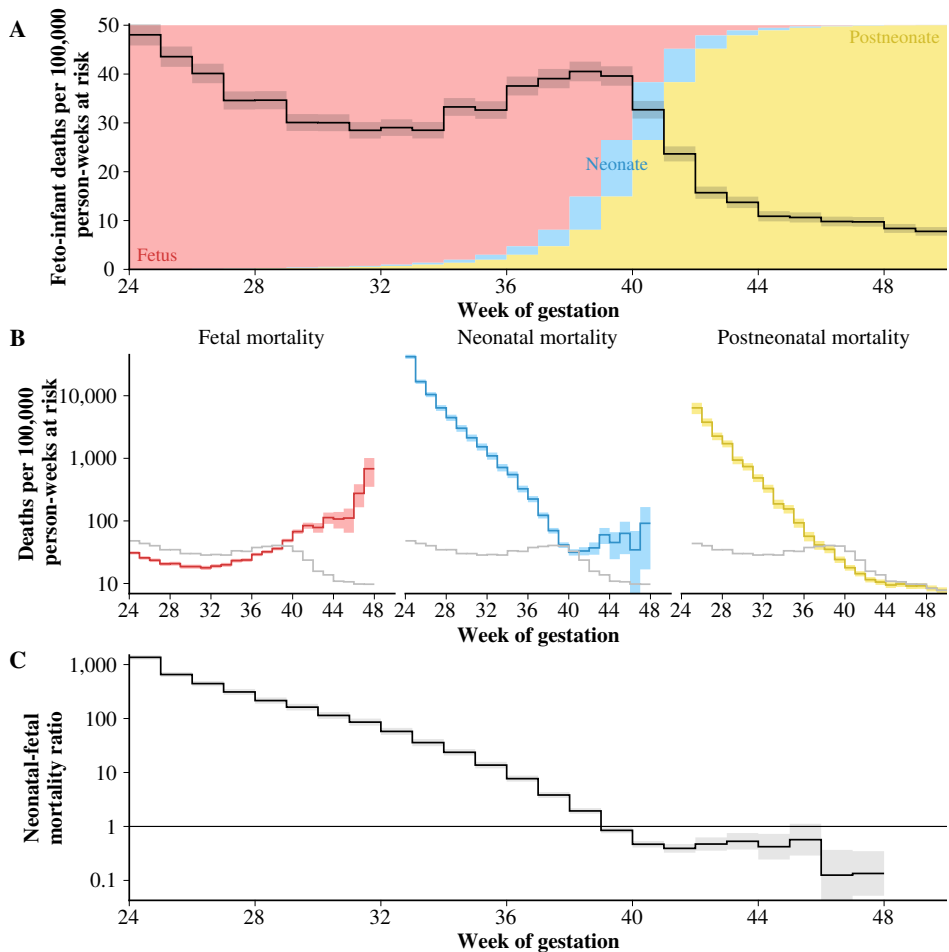 A
Feto-infant deaths per 100,000
person-weeks at risk
50
40
30
20
10
0
Postneonate
Neonate
Fetus
24 28 32 36 40 44 48
Week of gestation
B
Fetal mortality Neonatal mortality Postneonatal mortality
Deaths per 100,000
person-weeks at risk
10,000
1,000
100
10
24 28 32 36 40 44 48 24 28 32 36 40 44 48 24 28 32 36 40 44 48
Week of gestation
C
Neonatal-fetal
mortality ratio
1,000
100
10
1
0.1
24 28 32 36 40 44 48
Week of gestation